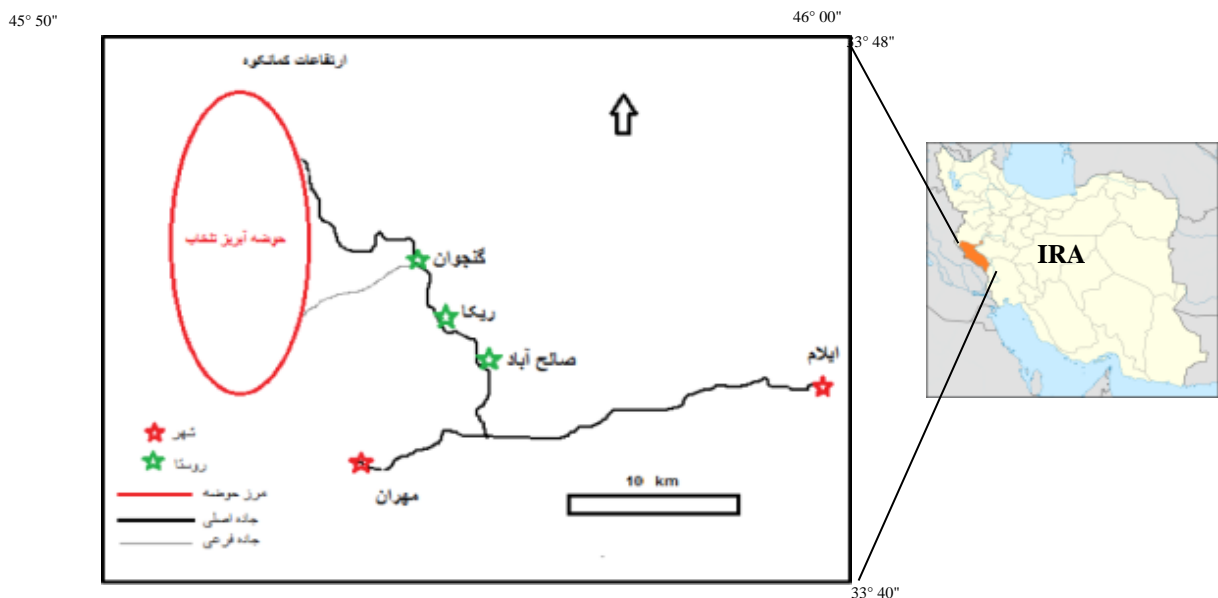 45° 50"
46° 00"
33° 48"
ارتفاعات کمانکوه
حوضه آبریز تلخاب
گنجوان
ریکا
صالح آباد
ایلام
مهران
شهر
روستا
مرز حوضه
جاده اصلی
جاده فرعی
10 km
33° 40"
IRA